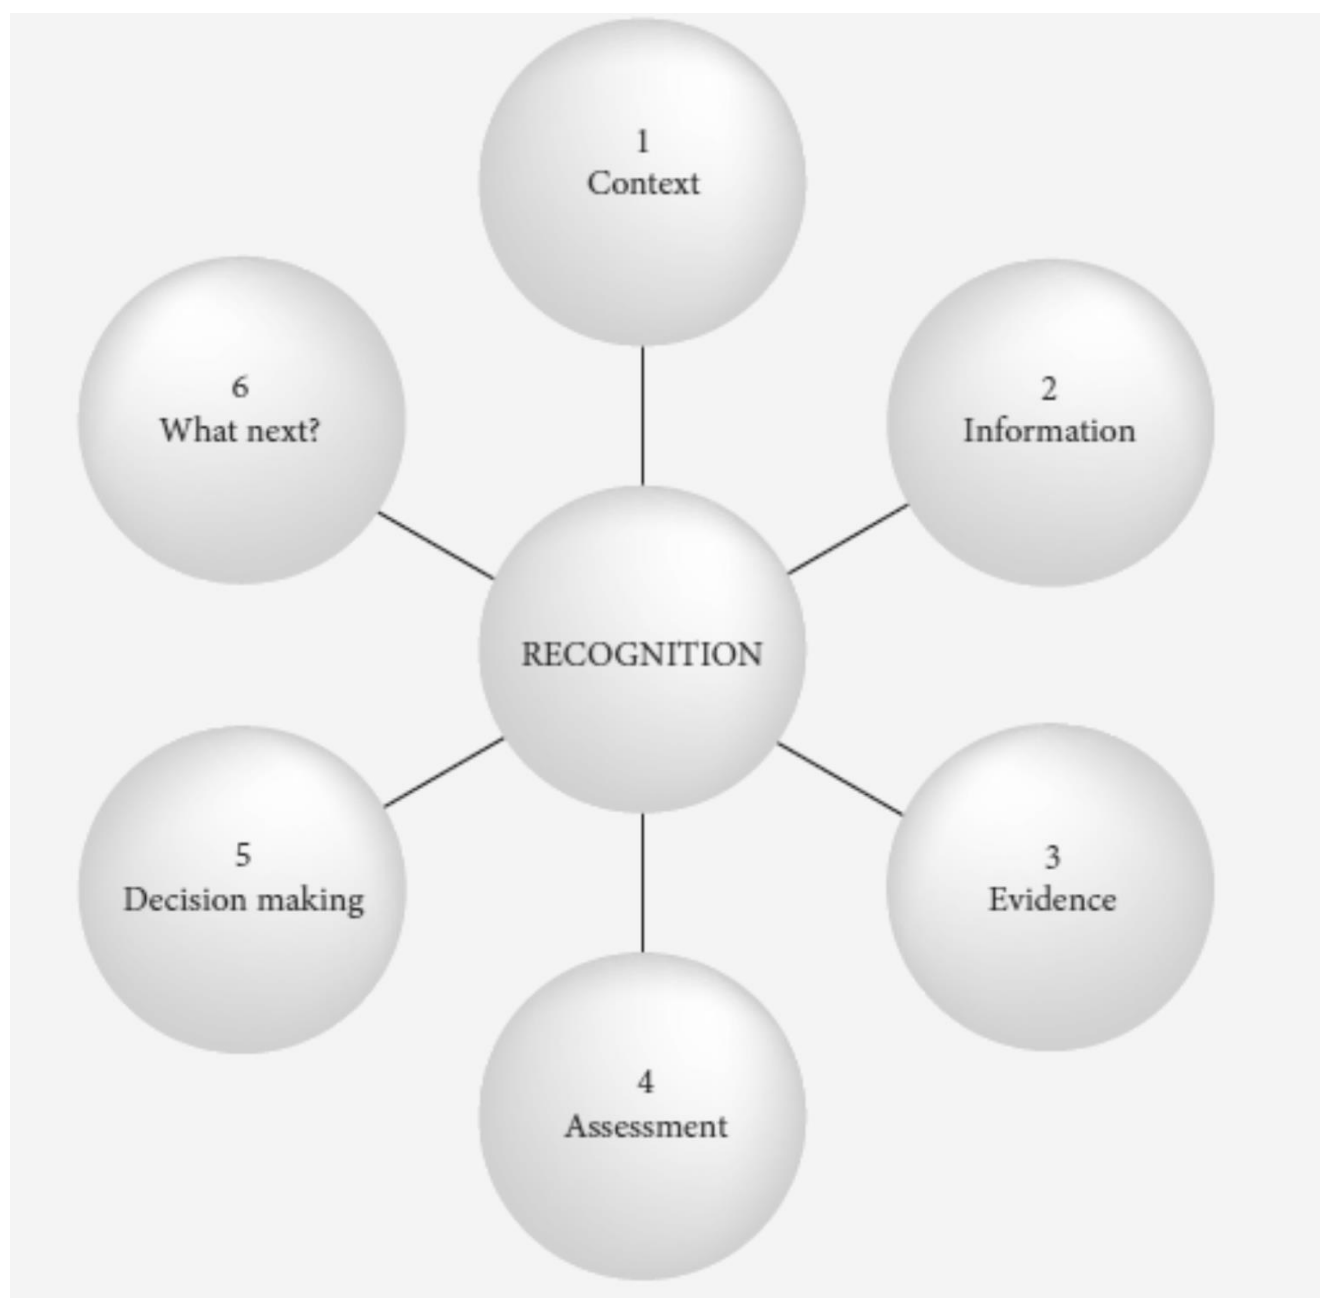 1
Context
6
What next?
2
Information
RECOGNITION
5
Decision making
3
Evidence
4
Assessment